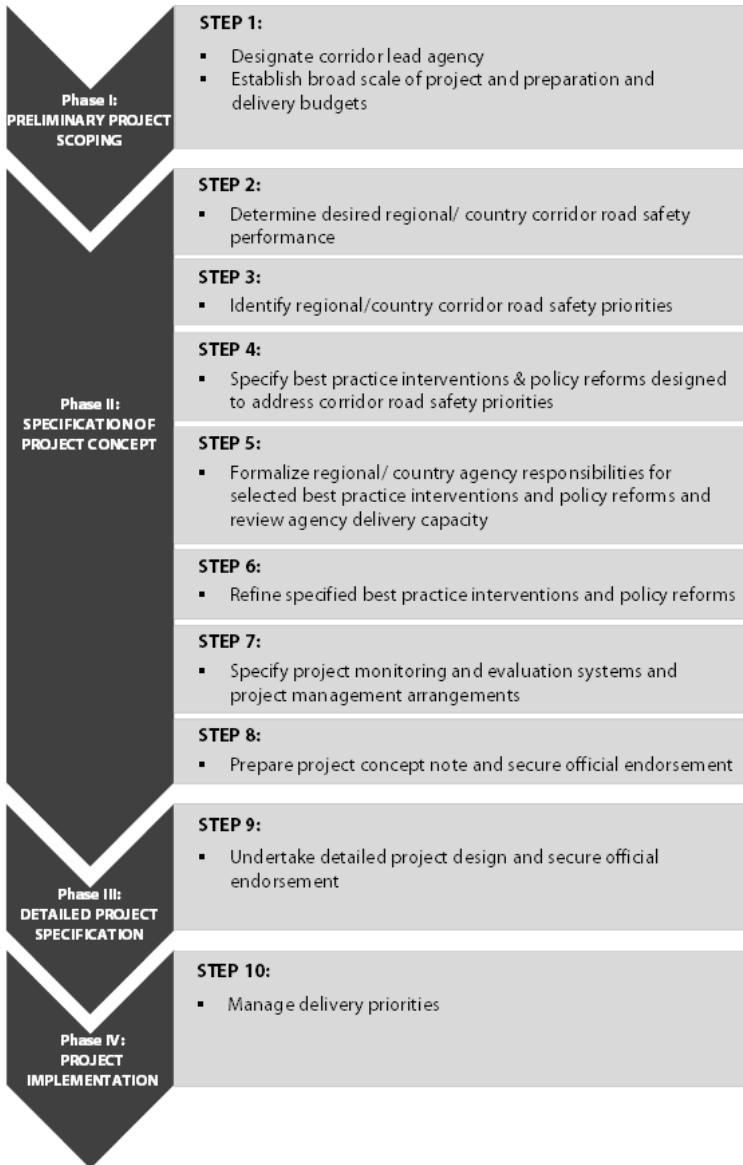 Phase I:
PRELIMINARY PROJECT
SCOPING
STEP 1:
▪ Designate corridor lead agency
▪ Establish broad scale of project and preparation and
delivery budgets
Phase II:
SPECIFICATION OF
PROJECT CONCEPT
STEP 2:
▪ Determine desired regional/ country corridor road safety
performance
STEP 3:
▪ Identify regional/country corridor road safety priorities
STEP 4:
▪ Specify best practice interventions & policy reforms designed
to address corridor road safety priorities
STEP 5:
▪ Formalize regional/ country agency responsibilities for
selected best practice interventions and policy reforms and
review agency delivery capacity
STEP 6:
▪ Refine specified best practice interventions and policy reforms
STEP 7:
▪ Specify project monitoring and evaluation systems and
project management arrangements
STEP 8:
▪ Prepare project concept note and secure official endorsement
Phase III:
DETAILED PROJECT
SPECIFICATION
STEP 9:
▪ Undertake detailed project design and secure official
endorsement
Phase IV:
PROJECT
IMPLEMENTATION
STEP 10:
▪ Manage delivery priorities